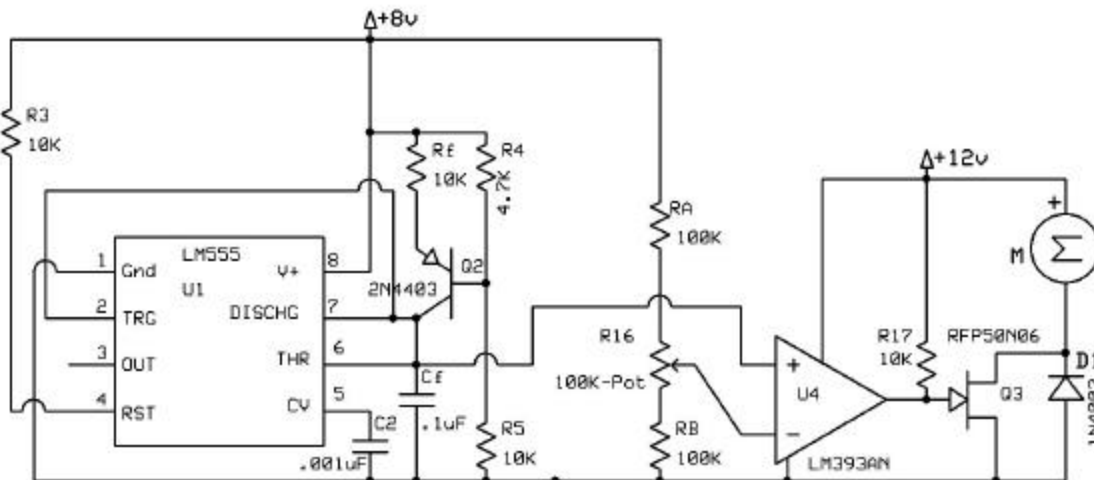 +8v
R3
10K
Rf
10K
R4
4.7K
+12v
RA
100K
LM555
U1
1
Gnd
V+
8
2
TRG
DISCHG
7
3
OUT
THR
6
4
RST
CV
5
2N4403
Q2
M
+
Σ
R16
100K-Pot
R17
10K
RFP50N06
Q3
D1
U4
+
−
LM393AN
Cf
.1uF
C2
.001uF
R5
10K
RB
100K